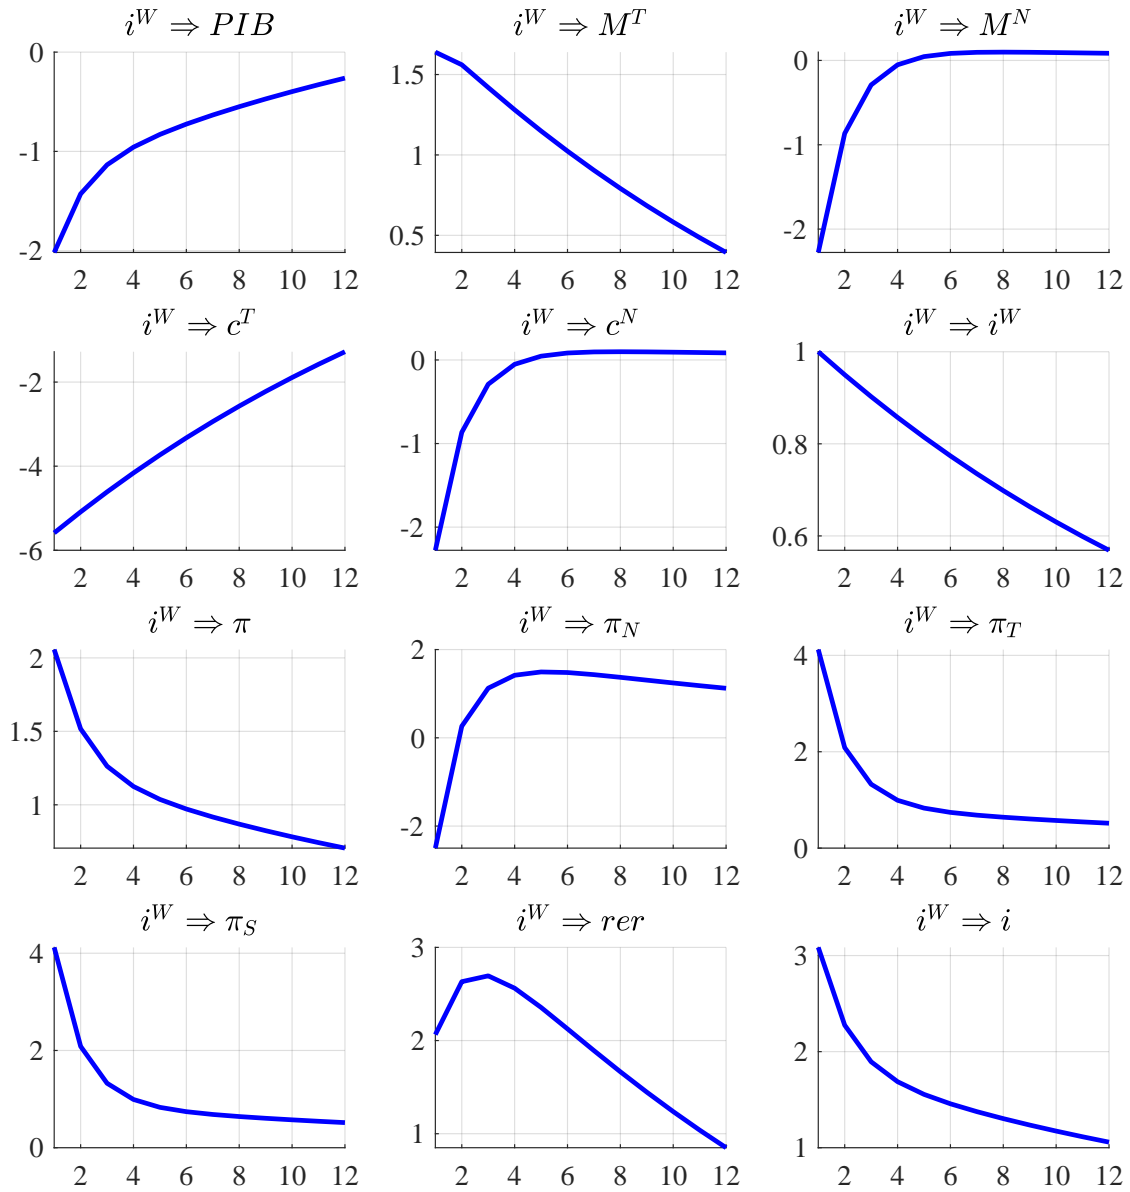 i^W ⇒ PIB
0
-1
-2
2 4 6 8 10 12
i^W ⇒ M^T
1.5
1
0.5
2 4 6 8 10 12
i^W ⇒ M^N
0
-1
-2
2 4 6 8 10 12
i^W ⇒ c^T
-2
-4
-6
2 4 6 8 10 12
i^W ⇒ c^N
0
-1
-2
2 4 6 8 10 12
i^W ⇒ i^W
1
0.8
0.6
2 4 6 8 10 12
i^W ⇒ π
2
1.5
1
2 4 6 8 10 12
i^W ⇒ π_N
2
0
-2
2 4 6 8 10 12
i^W ⇒ π_T
4
2
0
2 4 6 8 10 12
i^W ⇒ π_S
4
2
0
2 4 6 8 10 12
i^W ⇒ rer
3
2
1
2 4 6 8 10 12
i^W ⇒ i
3
2
1
2 4 6 8 10 12